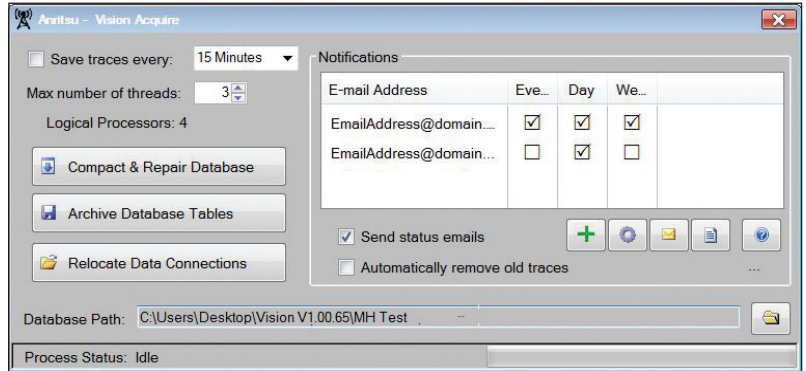 Anritsu - Vision Acquire
Save traces every: 15 Minutes
Max number of threads: 3
Logical Processors: 4
Compact & Repair Database
Archive Database Tables
Relocate Data Connections
Notifications
E-mail Address Eve... Day We...
EmailAddress@domain....
EmailAddress@domain...
Send status emails
Automatically remove old traces ...
Database Path: C:\Users\Desktop\Vision V1.00.65\MH Test
Process Status: Idle